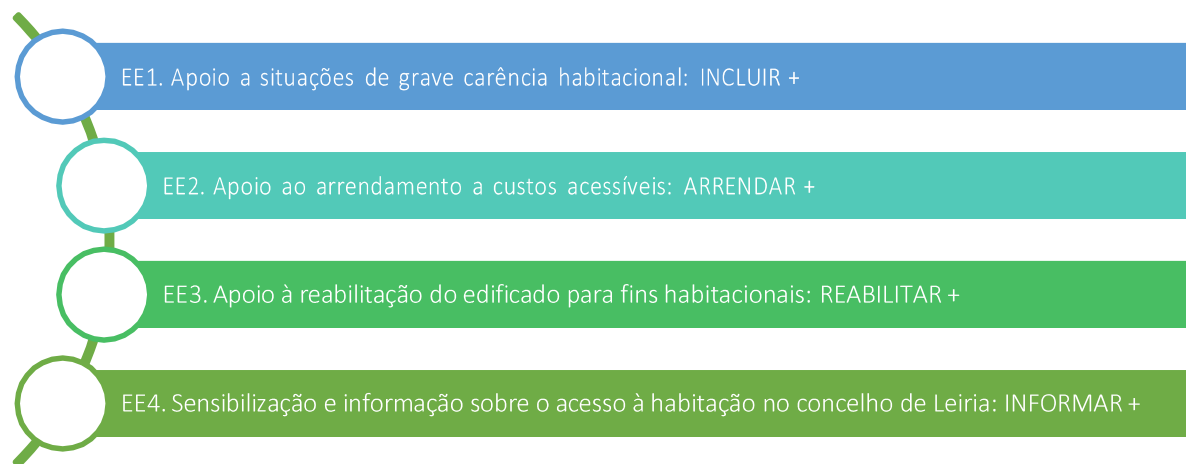 EE1. Apoio a situações de grave carência habitacional: INCLUIR +
EE2. Apoio ao arrendamento a custos acessíveis: ARRENDAR +
EE3. Apoio à reabilitação do edificado para fins habitacionais: REABILITAR +
EE4. Sensibilização e informação sobre o acesso à habitação no concelho de Leiria: INFORMAR +